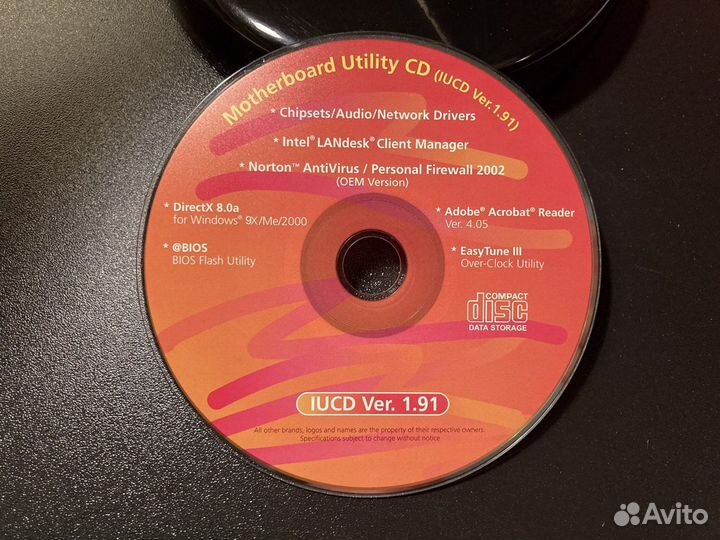 Motherboard Utility CD (IUCD Ver.1.91)
* Chipsets/Audio/Network Drivers
* Intel® LANdesk® Client Manager
* Norton™ AntiVirus / Personal Firewall 2002
(OEM Version)
* DirectX 8.0a
for Windows® 9X/Me/2000
* @BIOS
BIOS Flash Utility
* Adobe® Acrobat® Reader
Ver. 4.05
* EasyTune III
Over-Clock Utility
COMPACT
disc
DATA STORAGE
IUCD Ver. 1.91
All other brands, logos and names are the property of their respective owners.
Specifications subject to change without notice
Avito